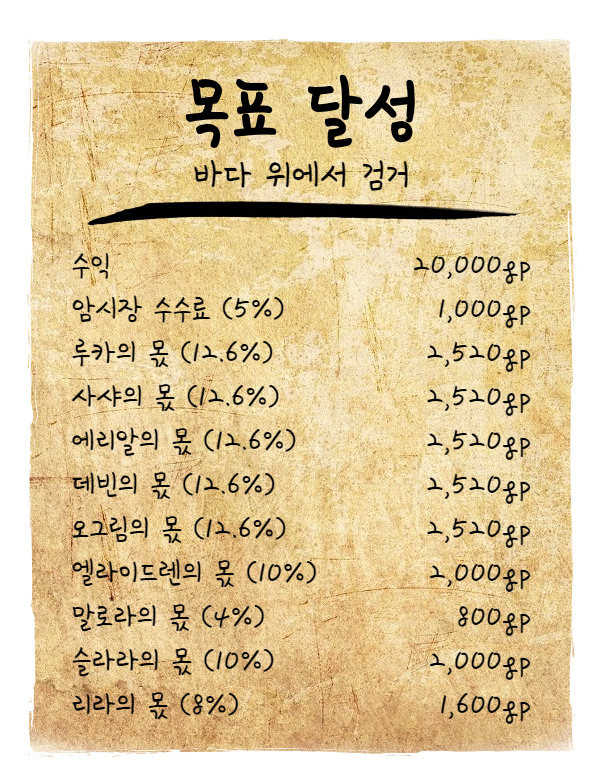 목표 달성
바다 위에서 검거
수익 20,000gp
암시장 수수료 (5%) 1,000gp
루카의 몫 (12.6%) 2,520gp
사샤의 몫 (12.6%) 2,520gp
에리알의 몫 (12.6%) 2,520gp
데빈의 몫 (12.6%) 2,520gp
오그림의 몫 (12.6%) 2,520gp
엘라이드렌의 몫 (10%) 2,000gp
말로라의 몫 (4%) 800gp
슬라라의 몫 (10%) 2,000gp
리라의 몫 (8%) 1,600gp